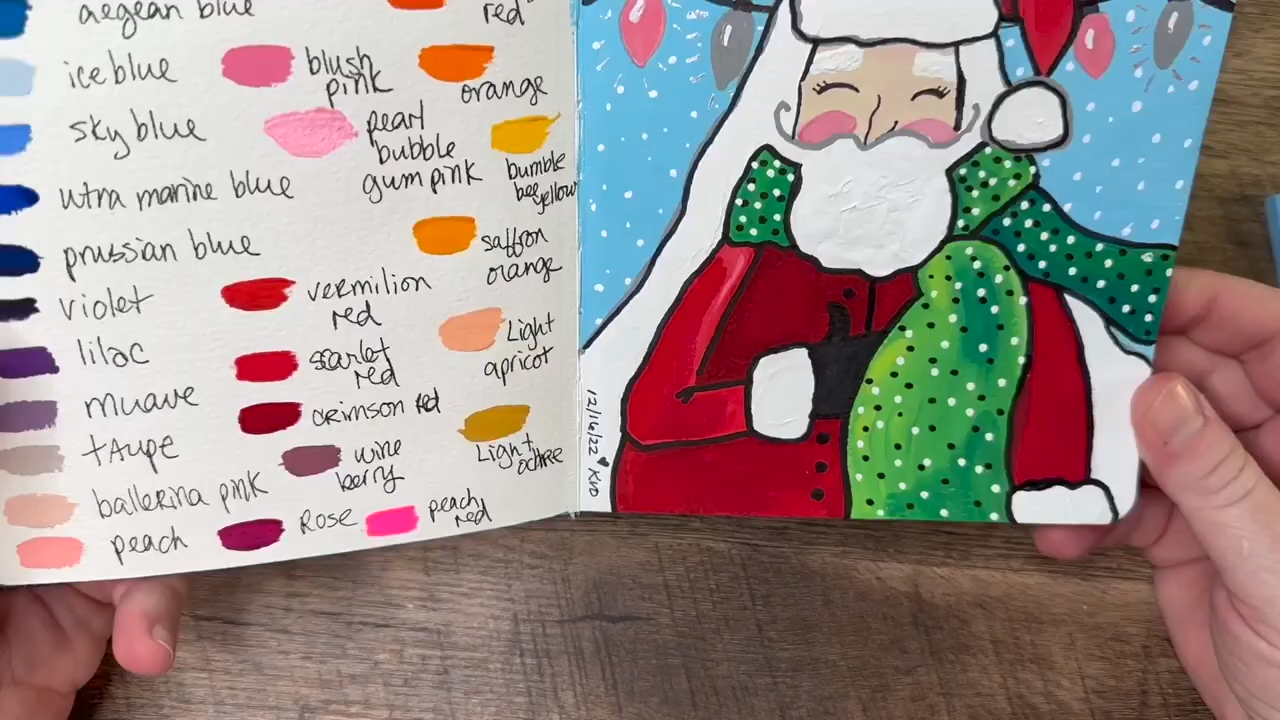 aegean blue
red
ice blue
blush
pink
orange
sky blue
pearl
bubble
gum pink
bumble
bee yellow
utra marine blue
prussian blue
saffron
orange
violet
vermilion
red
lilac
scarlet
red
Light
apricot
muave
crimson red
tAupe
wine
berry
Light
ochre
ballerina pink
peach
Rose
peach
red
12/16/22 KVD